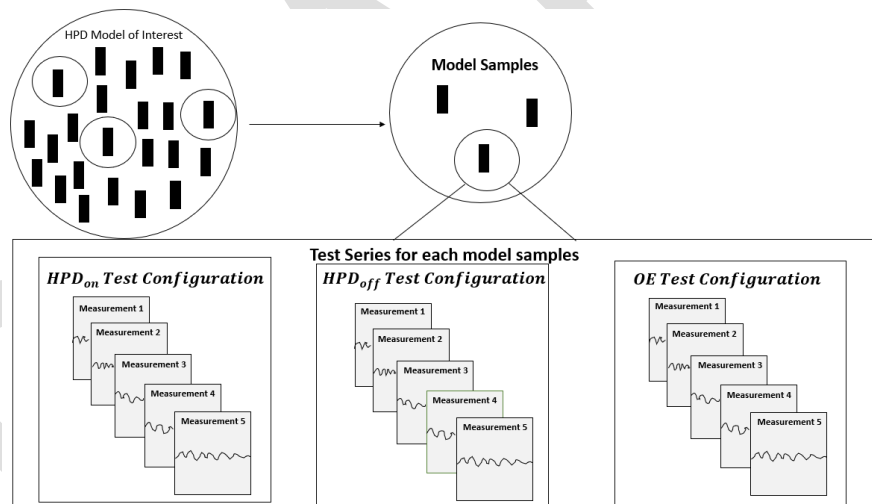 HPD Model of Interest
Model Samples
Test Series for each model samples
HPD_on Test Configuration
Measurement 1
Measurement 2
Measurement 3
Measurement 4
Measurement 5
HPD_off Test Configuration
Measurement 1
Measurement 2
Measurement 3
Measurement 4
Measurement 5
OE Test Configuration
Measurement 1
Measurement 2
Measurement 3
Measurement 4
Measurement 5